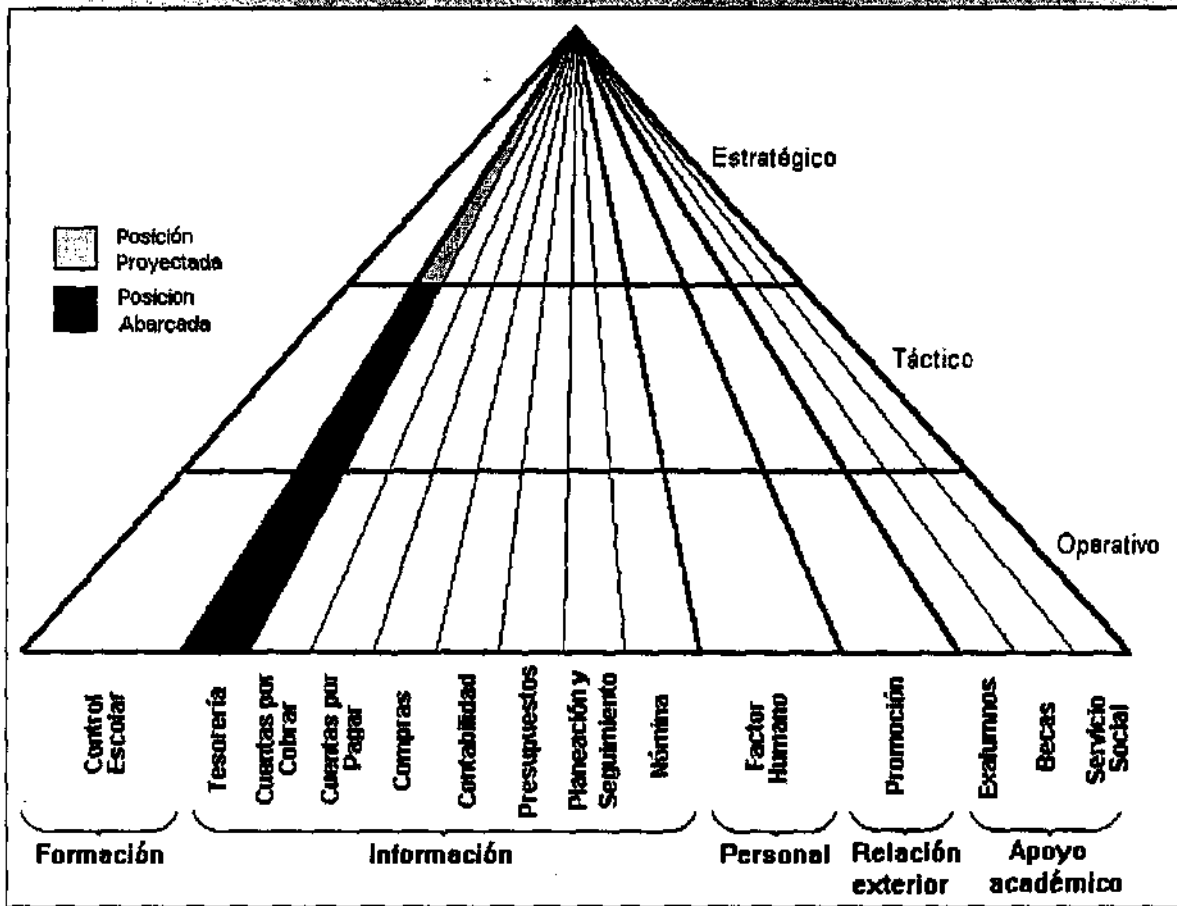 Estratégico
Posición
Proyectada
Posicion
Abarcada
Táctico
Operativo
Control
Escolar
Tesorería
Cuentas por
Cobrar
Cuentas por
Pagar
Compras
Contabilidad
Presupuestos
Planeación y
Seguimiento
Nómina
Factor
Humano
Promoción
Exalumnos
Becas
Servicio
Social
Formación
Información
Personal
Relación
exterior
Apoyo
académico